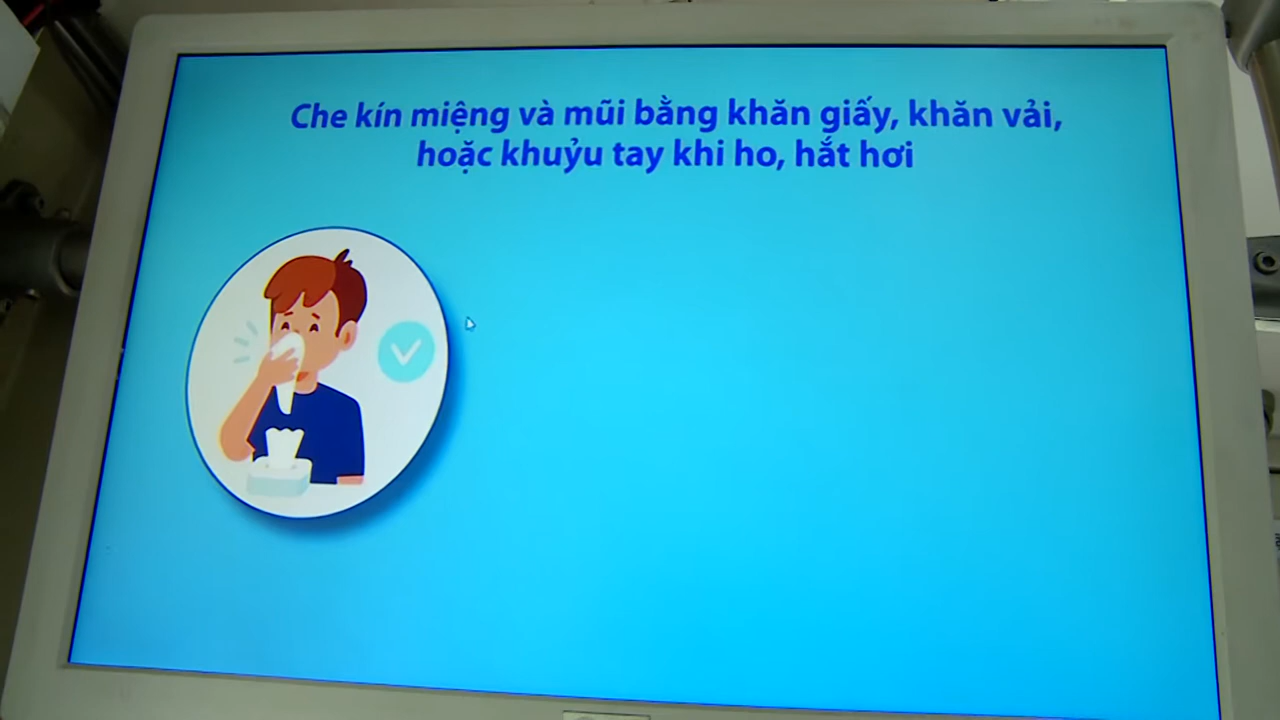 Che kín miệng và mũi bằng khăn giấy, khăn vải,
hoặc khuỷu tay khi ho, hắt hơi